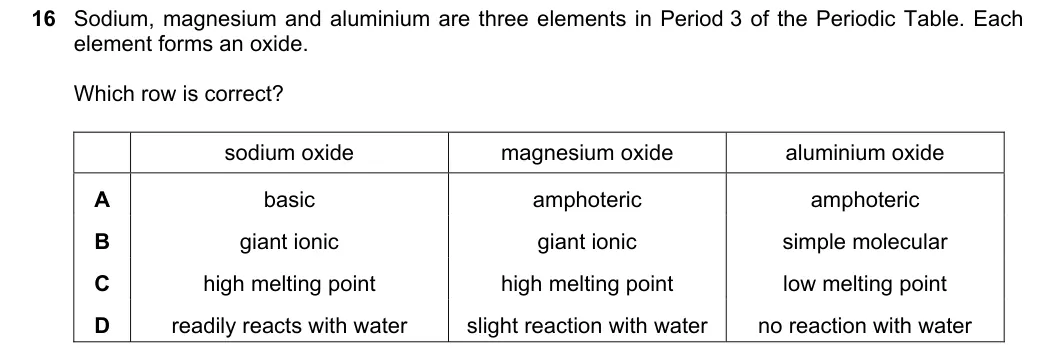 16 Sodium, magnesium and aluminium are three elements in Period 3 of the Periodic Table. Each
element forms an oxide.
Which row is correct?
sodium oxide magnesium oxide aluminium oxide
A basic amphoteric amphoteric
B giant ionic giant ionic simple molecular
C high melting point high melting point low melting point
D readily reacts with water slight reaction with water no reaction with water